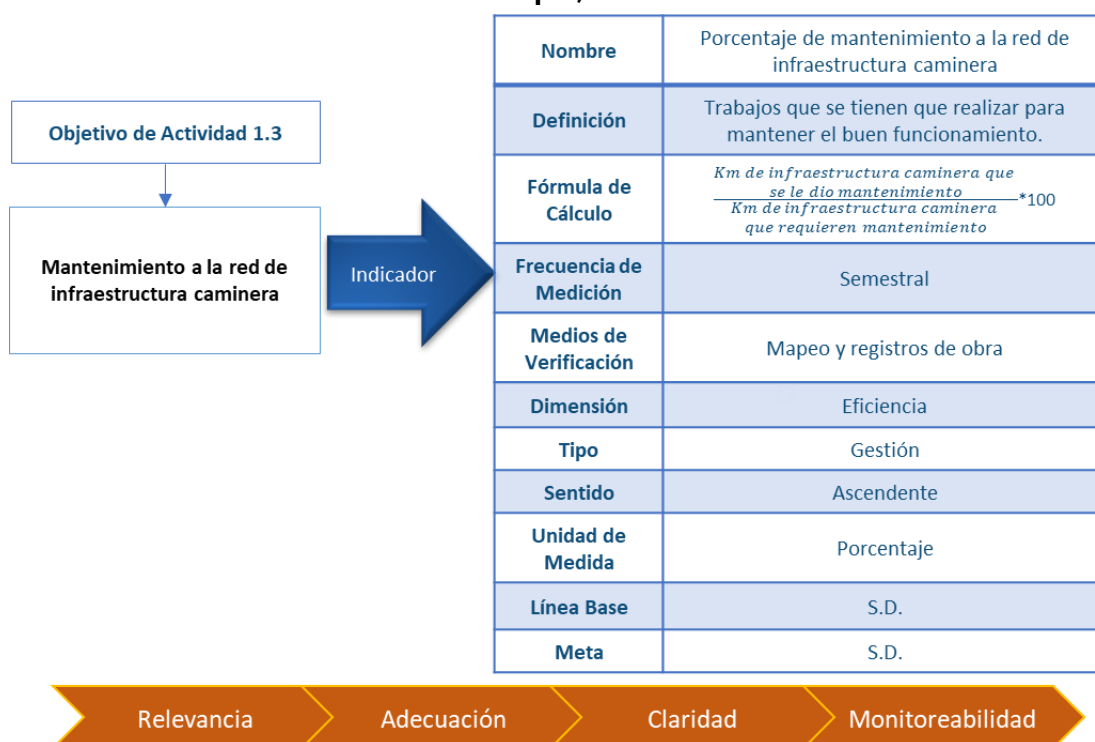 Nombre
Porcentaje de mantenimiento a la red de
infraestructura caminera
Objetivo de Actividad 1.3
Definición
Trabajos que se tienen que realizar para
mantener el buen funcionamiento.
Fórmula de
Cálculo
Km de infraestructura caminera que
se le dio mantenimiento
Km de infraestructura caminera
que requieren mantenimiento
*100
Mantenimiento a la red de
infraestructura caminera
Indicador
Frecuencia de
Medición
Semestral
Medios de
Verificación
Mapeo y registros de obra
Dimensión
Eficiencia
Tipo
Gestión
Sentido
Ascendente
Unidad de
Medida
Porcentaje
Línea Base
S.D.
Meta
S.D.
Relevancia
Adecuación
Claridad
Monitoreabilidad